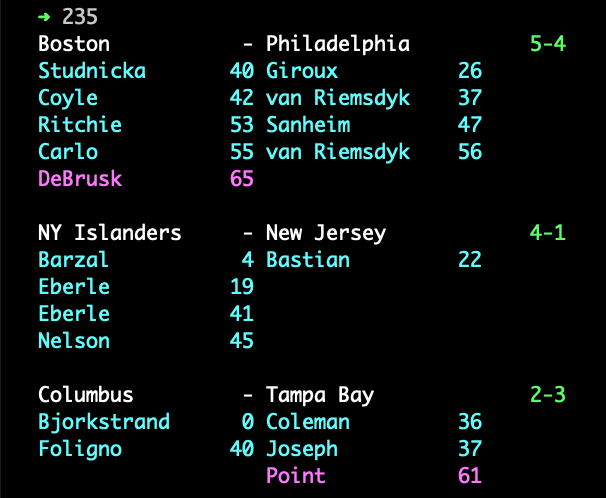 ➜ 235
Boston - Philadelphia 5-4
Studnicka 40 Giroux 26
Coyle 42 van Riemsdyk 37
Ritchie 53 Sanheim 47
Carlo 55 van Riemsdyk 56
DeBrusk 65
NY Islanders - New Jersey 4-1
Barzal 4 Bastian 22
Eberle 19
Eberle 41
Nelson 45
Columbus - Tampa Bay 2-3
Bjorkstrand 0 Coleman 36
Foligno 40 Joseph 37
Point 61